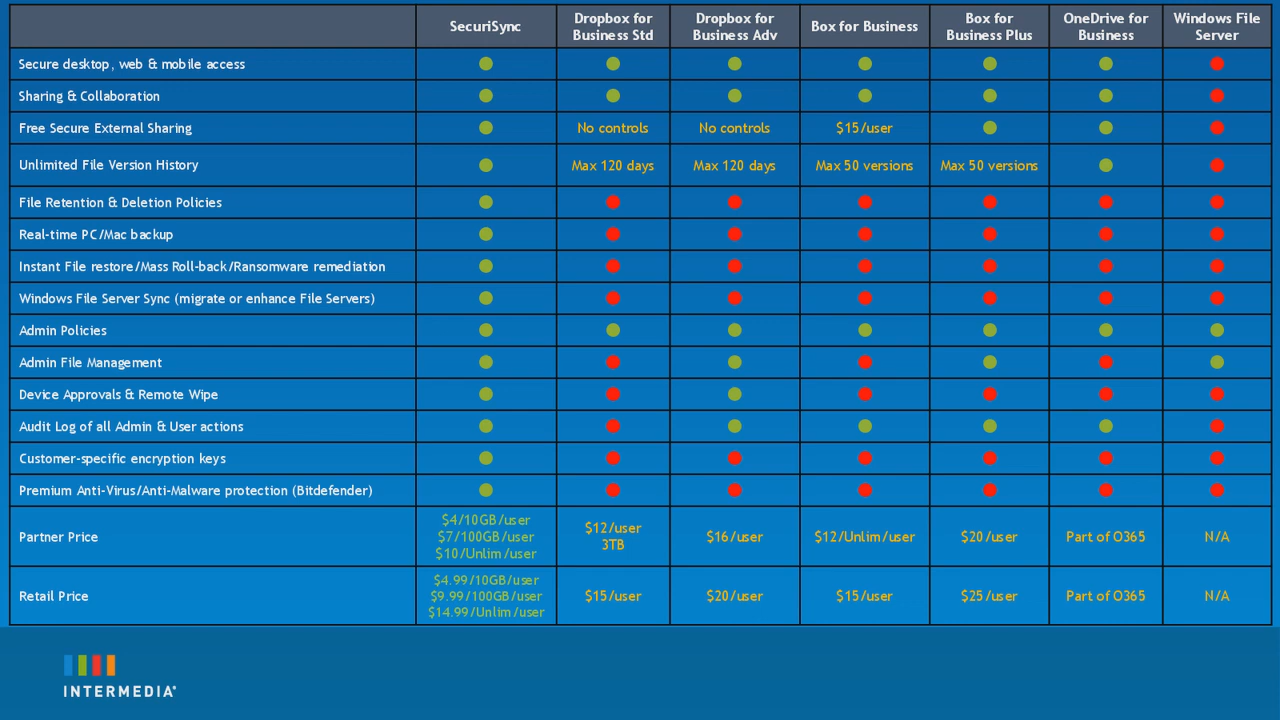 SecuriSync
Dropbox for
Business Std
Dropbox for
Business Adv
Box for Business
Box for
Business Plus
OneDrive for
Business
Windows File
Server
Secure desktop, web & mobile access
Sharing & Collaboration
Free Secure External Sharing
No controls
No controls
$15/user
Unlimited File Version History
Max 120 days
Max 120 days
Max 50 versions
Max 50 versions
File Retention & Deletion Policies
Real-time PC/Mac backup
Instant File restore/Mass Roll-back/Ransomware remediation
Windows File Server Sync (migrate or enhance File Servers)
Admin Policies
Admin File Management
Device Approvals & Remote Wipe
Audit Log of all Admin & User actions
Customer-specific encryption keys
Premium Anti-Virus/Anti-Malware protection (Bitdefender)
Partner Price
$4/10GB/user
$7/100GB/user
$10/Unlim/user
$12/user
3TB
$16/user
$12/Unlim/user
$20/user
Part of O365
N/A
Retail Price
$4.99/10GB/user
$9.99/100GB/user
$14.99/Unlim/user
$15/user
$20/user
$15/user
$25/user
Part of O365
N/A
INTERMEDIA®